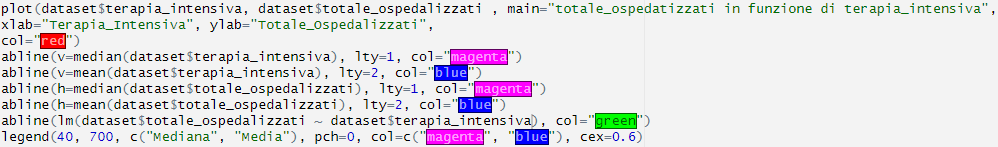 plot(dataset$terapia_intensiva, dataset$totale_ospedalizzati , main="totale_ospedatizzati in funzione di terapia_intensiva",
xlab="Terapia_Intensiva", ylab="Totale_Ospedalizzati",
col="red")
abline(v=median(dataset$terapia_intensiva), lty=1, col="magenta")
abline(v=mean(dataset$terapia_intensiva), lty=2, col="blue")
abline(h=median(dataset$totale_ospedalizzati), lty=1, col="magenta")
abline(h=mean(dataset$totale_ospedalizzati), lty=2, col="blue")
abline(lm(dataset$totale_ospedalizzati ~ dataset$terapia_intensiva), col="green")
legend(40, 700, c("Mediana", "Media"), pch=0, col=c("magenta", "blue"), cex=0.6)